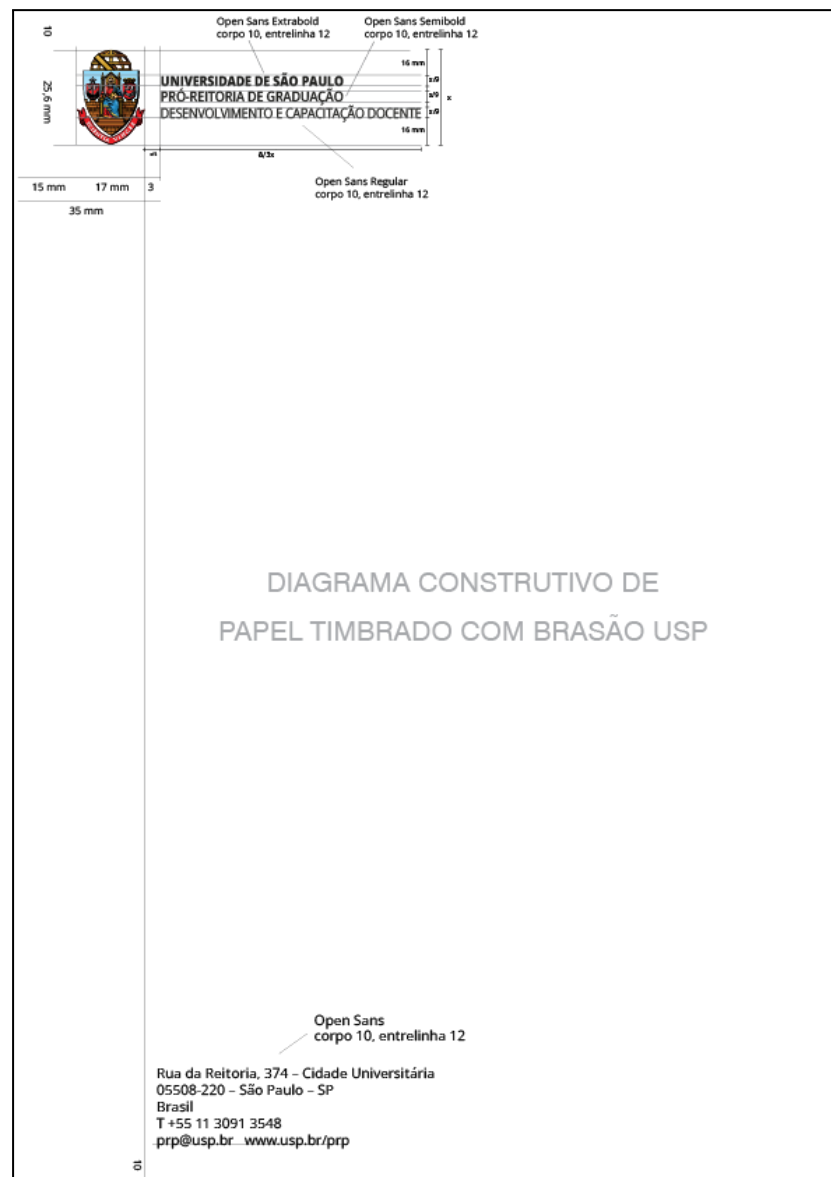 Open Sans Extrabold
corpo 10, entrelinha 12
Open Sans Semibold
corpo 10, entrelinha 12
10
25,6 mm
16 mm
x/9
UNIVERSIDADE DE SÃO PAULO
PRÓ-REITORIA DE GRADUAÇÃO
x/9
x
DESENVOLVIMENTO E CAPACITAÇÃO DOCENTE
x/9
16 mm
8/3x
Open Sans Regular
corpo 10, entrelinha 12
15 mm
17 mm
3
35 mm
DIAGRAMA CONSTRUTIVO DE
PAPEL TIMBRADO COM BRASÃO USP
Open Sans
corpo 10, entrelinha 12
Rua da Reitoria, 374 – Cidade Universitária
05508-220 – São Paulo – SP
Brasil
T +55 11 3091 3548
prp@usp.br www.usp.br/prp
10